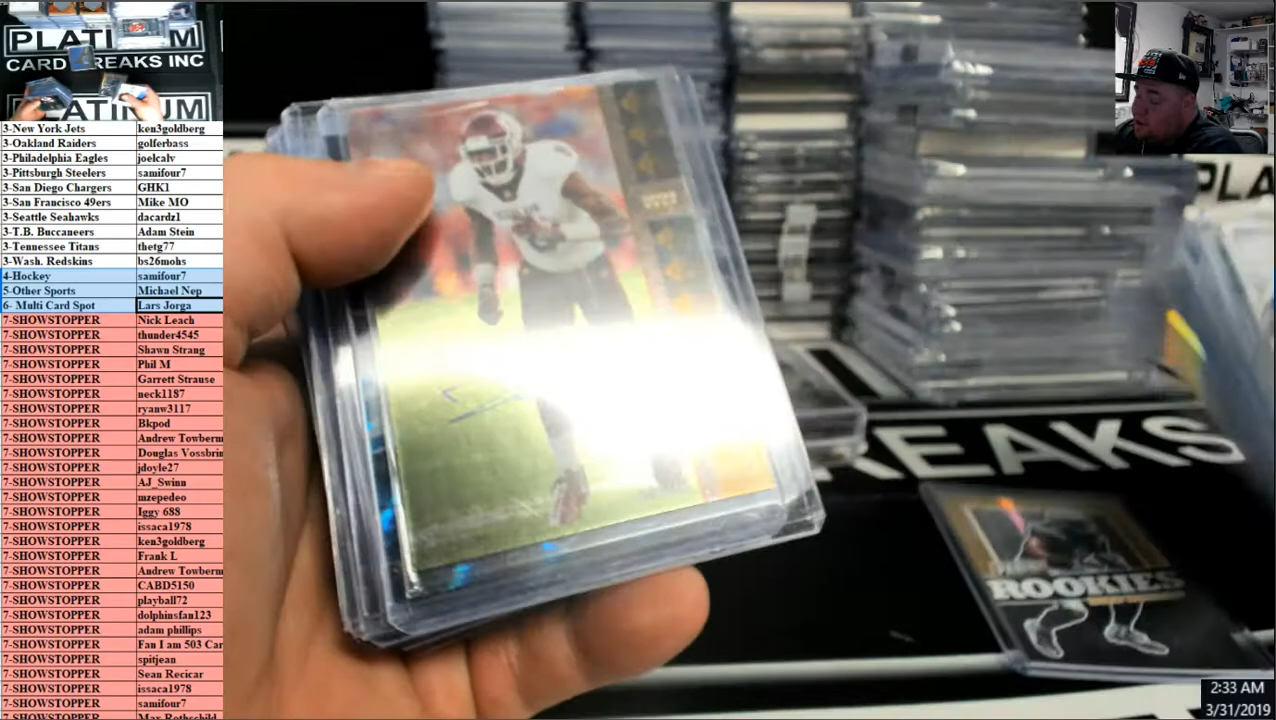 PLATINUM
CARD BREAKS INC
PLATINUM
3-New York Jets ken3goldberg
3-Oakland Raiders golferbass
3-Philadelphia Eagles joelcalv
3-Pittsburgh Steelers samifour7
3-San Diego Chargers GHK1
3-San Francisco 49ers Mike MO
3-Seattle Seahawks dacardz1
3-T.B. Buccaneers Adam Stein
3-Tennessee Titans thetg77
3-Wash. Redskins bs26mohs
4-Hockey samifour7
5-Other Sports Michael Nep
6- Multi Card Spot Lars Jorga
7-SHOWSTOPPER Nick Leach
7-SHOWSTOPPER thunder4545
7-SHOWSTOPPER Shawn Strang
7-SHOWSTOPPER Phil M
7-SHOWSTOPPER Garrett Strause
7-SHOWSTOPPER neck1187
7-SHOWSTOPPER ryanw3117
7-SHOWSTOPPER Bkpod
7-SHOWSTOPPER Andrew Towberm
7-SHOWSTOPPER Douglas Vossbrin
7-SHOWSTOPPER jdoyle27
7-SHOWSTOPPER AJ_Swinn
7-SHOWSTOPPER mzepedeo
7-SHOWSTOPPER Iggy 688
7-SHOWSTOPPER issaca1978
7-SHOWSTOPPER ken3goldberg
7-SHOWSTOPPER Frank L
7-SHOWSTOPPER Andrew Towberm
7-SHOWSTOPPER CABD5150
7-SHOWSTOPPER playball72
7-SHOWSTOPPER dolphinsfan123
7-SHOWSTOPPER adam phillips
7-SHOWSTOPPER Fan I am 503 Car
7-SHOWSTOPPER spitjean
7-SHOWSTOPPER Sean Recicar
7-SHOWSTOPPER issaca1978
7-SHOWSTOPPER samifour7
7-SHOWSTOPPER Max Rothschild
PLA
EAKS
ROOKIES
2:33 AM
3/31/2019